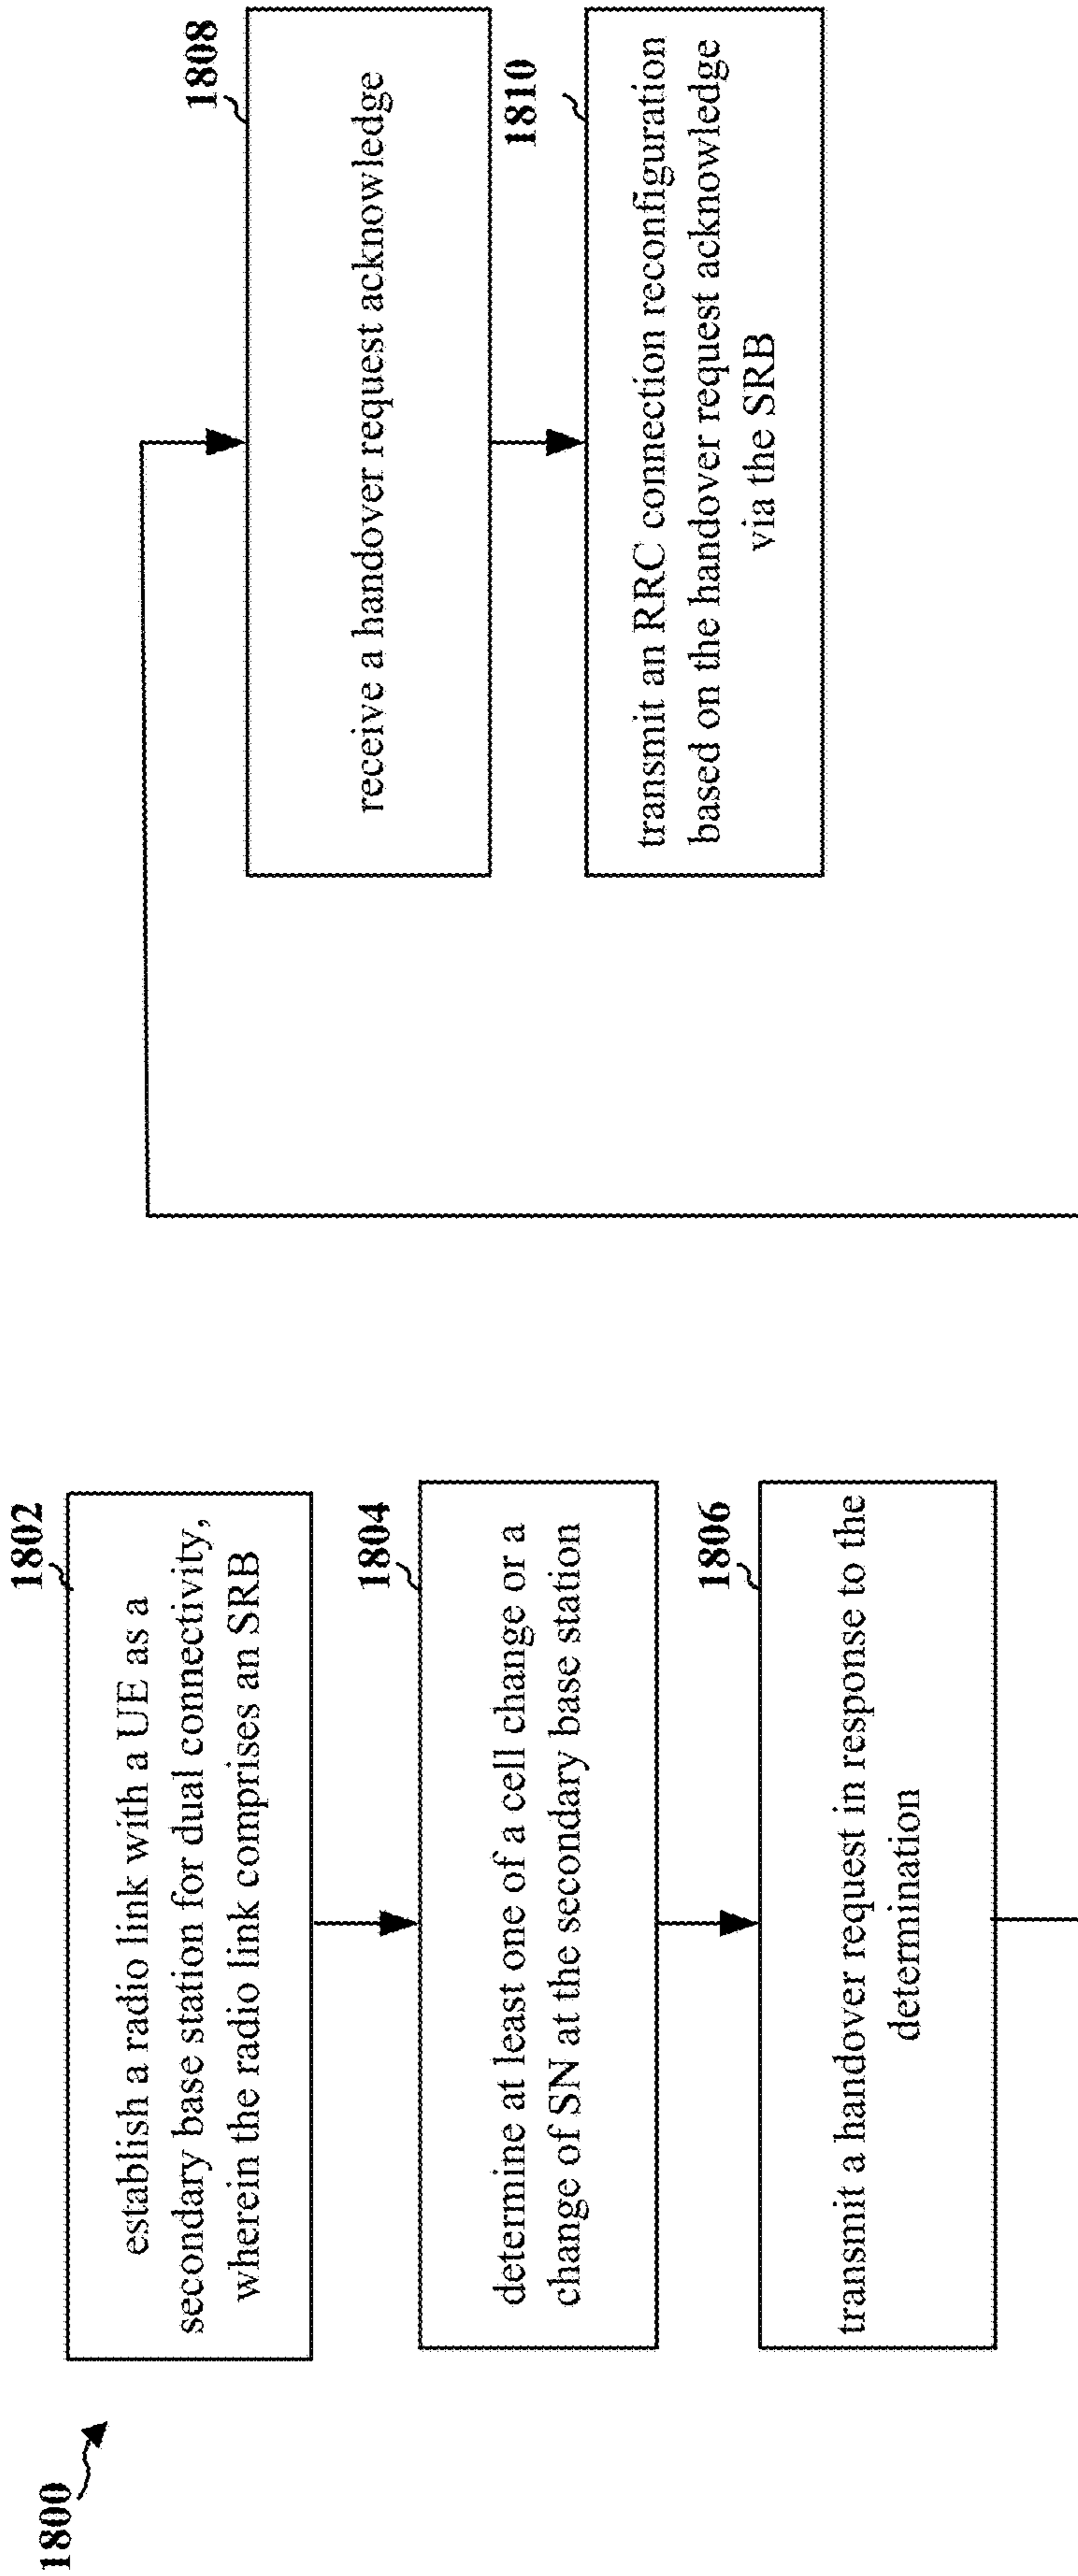 1800
1802
establish a radio link with a UE as a
secondary base station for dual connectivity,
wherein the radio link comprises an SRB
1804
determine at least one of a cell change or a
change of SN at the secondary base station
1806
transmit a handover request in response to the
determination
1808
receive a handover request acknowledge
1810
transmit an RRC connection reconfiguration
based on the handover request acknowledge
via the SRB